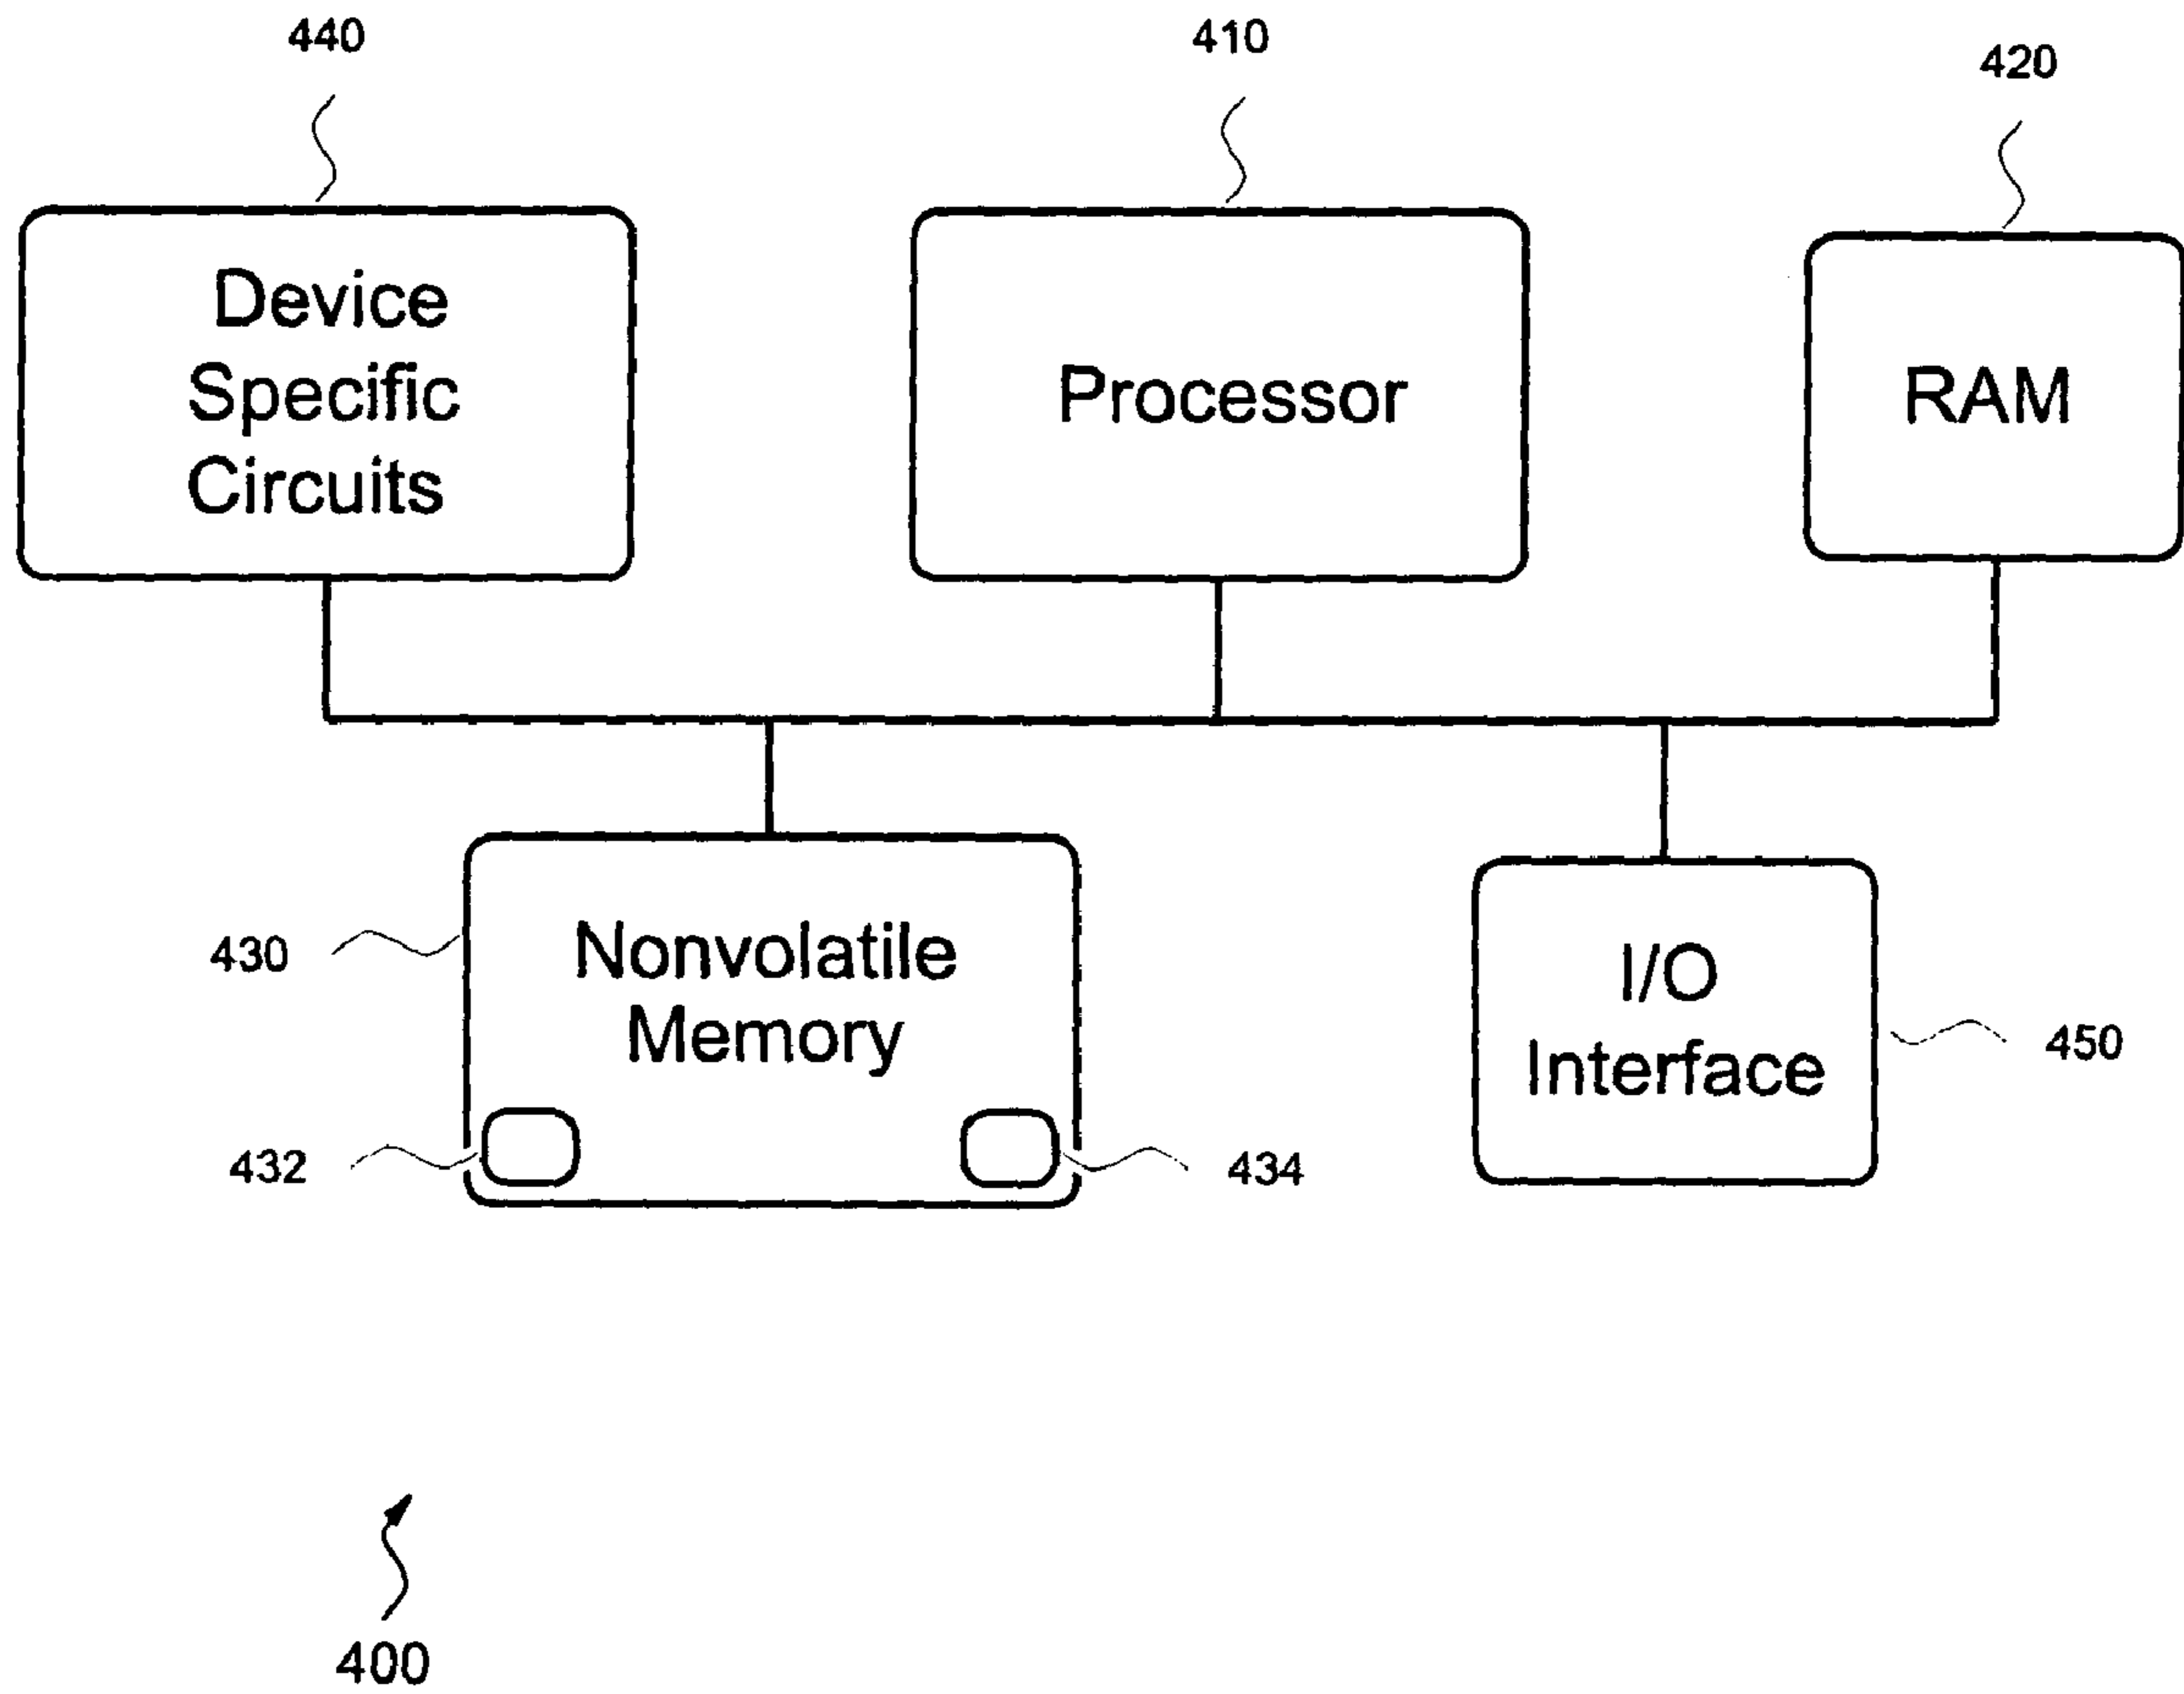 440
410
420
Device
Specific
Circuits
Processor
RAM
430
Nonvolatile
Memory
I/O
Interface
450
432
434
400